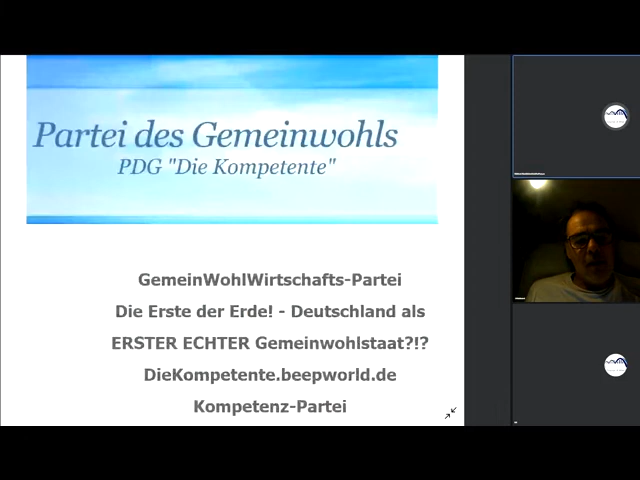 Partei des Gemeinwohls
PDG "Die Kompetente"
GemeinWohlWirtschafts-Partei
Die Erste der Erde! - Deutschland als
ERSTER ECHTER Gemeinwohlstaat?!?
DieKompetente.beepworld.de
Kompetenz-Partei